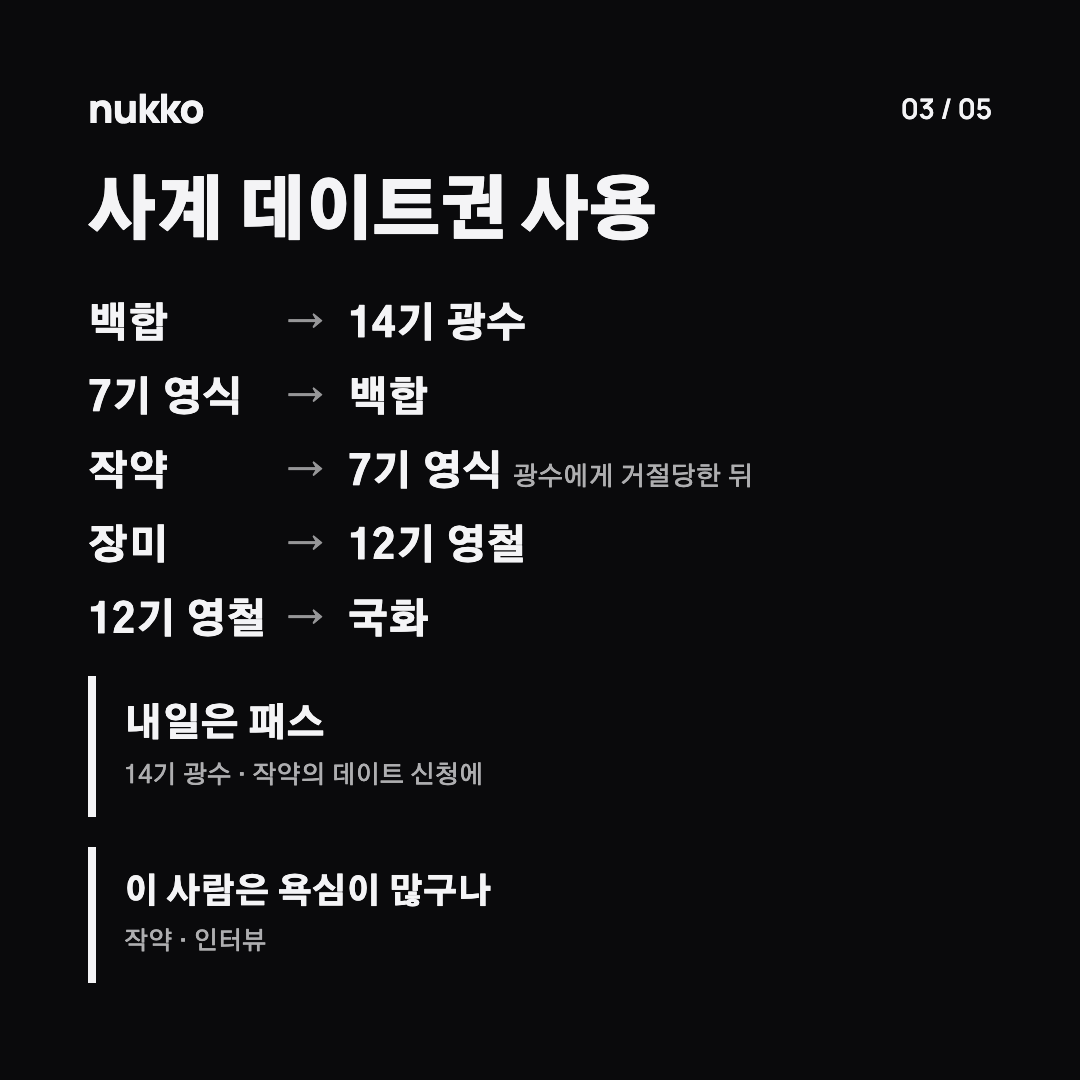 nukko
03 / 05
사계 데이트권 사용
백합 → 14기 광수
7기 영식 → 백합
작약 → 7기 영식 광수에게 거절당한 뒤
장미 → 12기 영철
12기 영철 → 국화
내일은 패스
14기 광수 · 작약의 데이트 신청에
이 사람은 욕심이 많구나
작약 · 인터뷰